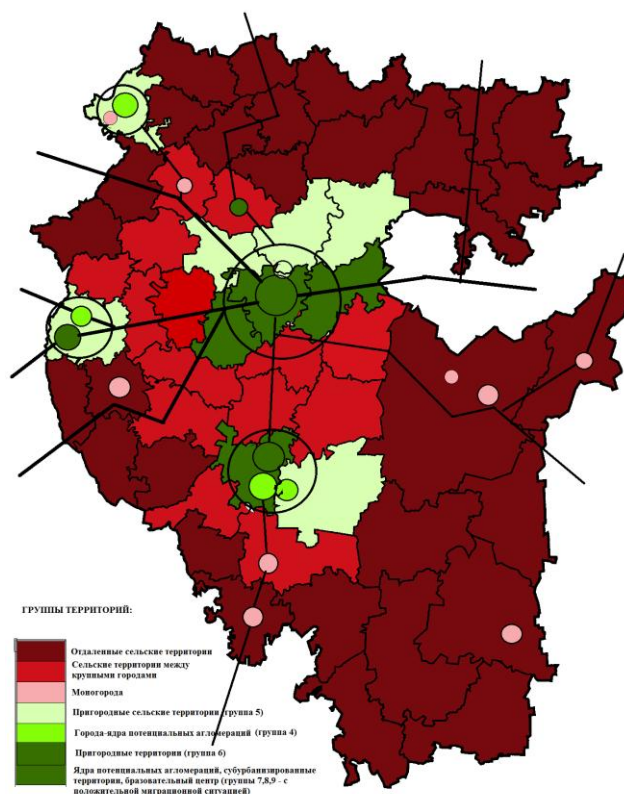 ГРУППЫ ТЕРРИТОРИЙ:
Отдаленные сельские территории
Сельские территории между
крупными городами
Моногорода
Пригородные сельские территории (группа 5)
Города-ядра потенциальных агломераций (группа 4)
Пригородные территории (группа 6)
Ядра потенциальных агломераций, субурбанизированные
территории, бразовательный центр (группы 7,8,9 - с
положительной миграционной ситуацией)